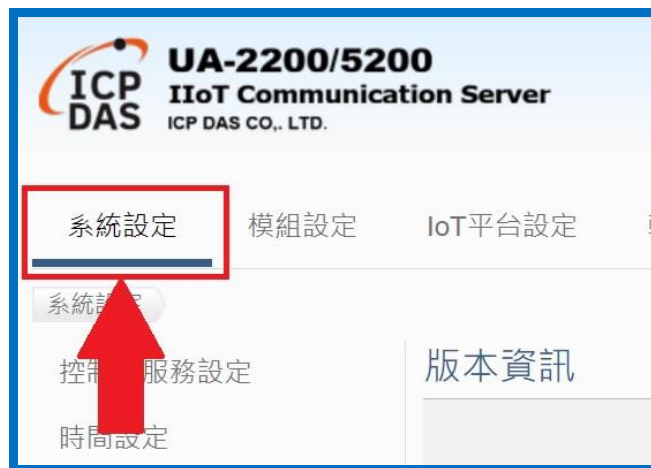 ICP
DAS
UA-2200/5200
IIoT Communication Server
ICP DAS CO,. LTD.
系統設定
模組設定
IoT平台設定
系統設
服務設定
版本資訊
時間設定